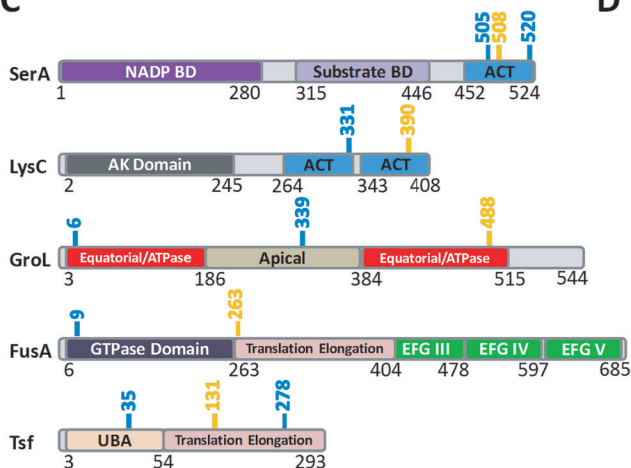 C D
505 508 520
SerA NADP BD Substrate BD ACT
1 280 315 446 452 524
331 390
LysC AK Domain ACT ACT
2 245 264 343 408
6 339 488
GroL Equatorial/ATPase Apical Equatorial/ATPase
3 186 384 515 544
9 263
FusA GTPase Domain Translation Elongation EFG III EFG IV EFG V
6 263 404 478 597 685
35 131 278
Tsf UBA Translation Elongation
3 54 293